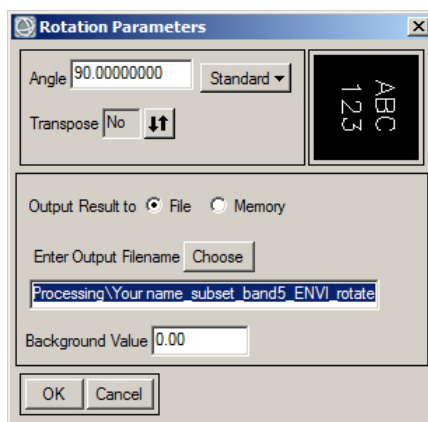 Rotation Parameters
Angle 90.00000000 Standard
Transpose No
ABC
123
Output Result to File Memory
Enter Output Filename Choose
Processing\Your name_subset_band5_ENVI_rotate
Background Value 0.00
OK Cancel